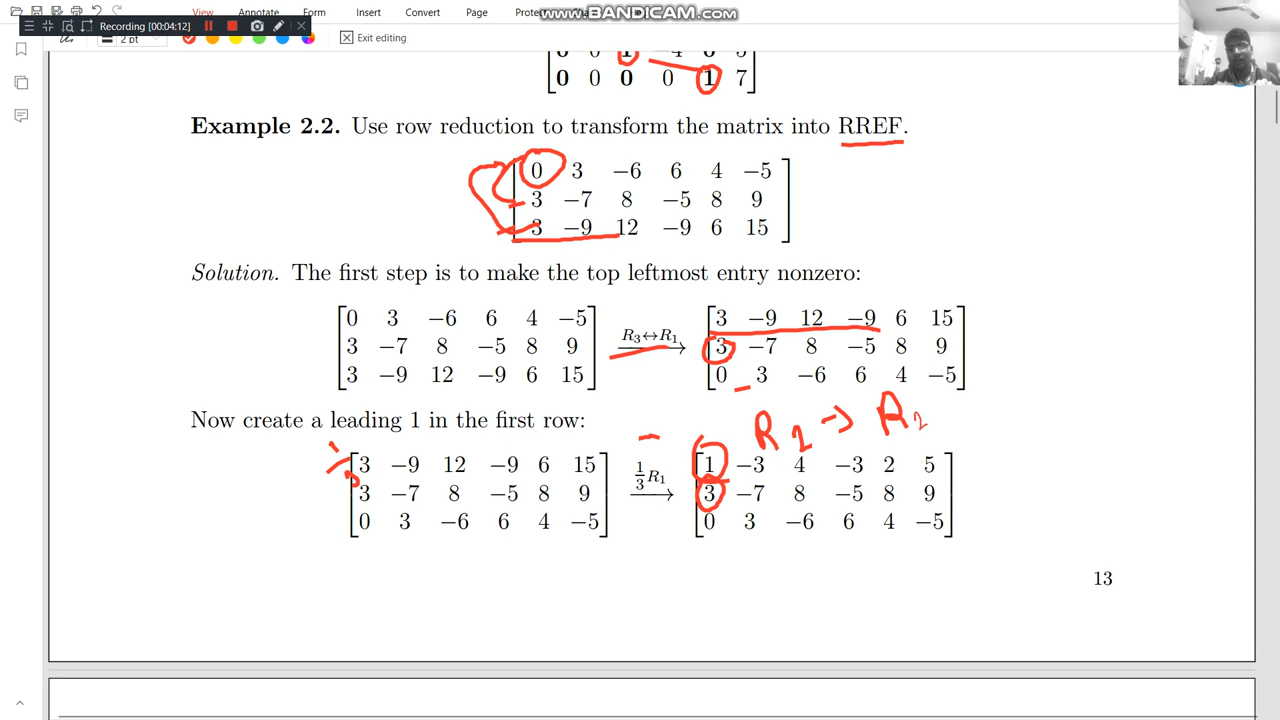 View Insert Convert Page
WWW.BANDICAM.COM
Recording [00:04:12]
Annotate Form
2 pt
Exit editing
0 0 0 0 1 7
Example 2.2. Use row reduction to transform the matrix into RREF.
0 3 −6 6 4 −5
3 −7 8 −5 8 9
3 −9 12 −9 6 15
Solution. The first step is to make the top leftmost entry nonzero:
0 3 −6 6 4 −5 R3↔R1 3 −9 12 −9 6 15
3 −7 8 −5 8 9 3 −7 8 −5 8 9
3 −9 12 −9 6 15 0 3 −6 6 4 −5
Now create a leading 1 in the first row:
R2 → R2
3 −9 12 −9 6 15 1/3 R1 1 −3 4 −3 2 5
3 −7 8 −5 8 9 3 −7 8 −5 8 9
0 3 −6 6 4 −5 0 3 −6 6 4 −5
13